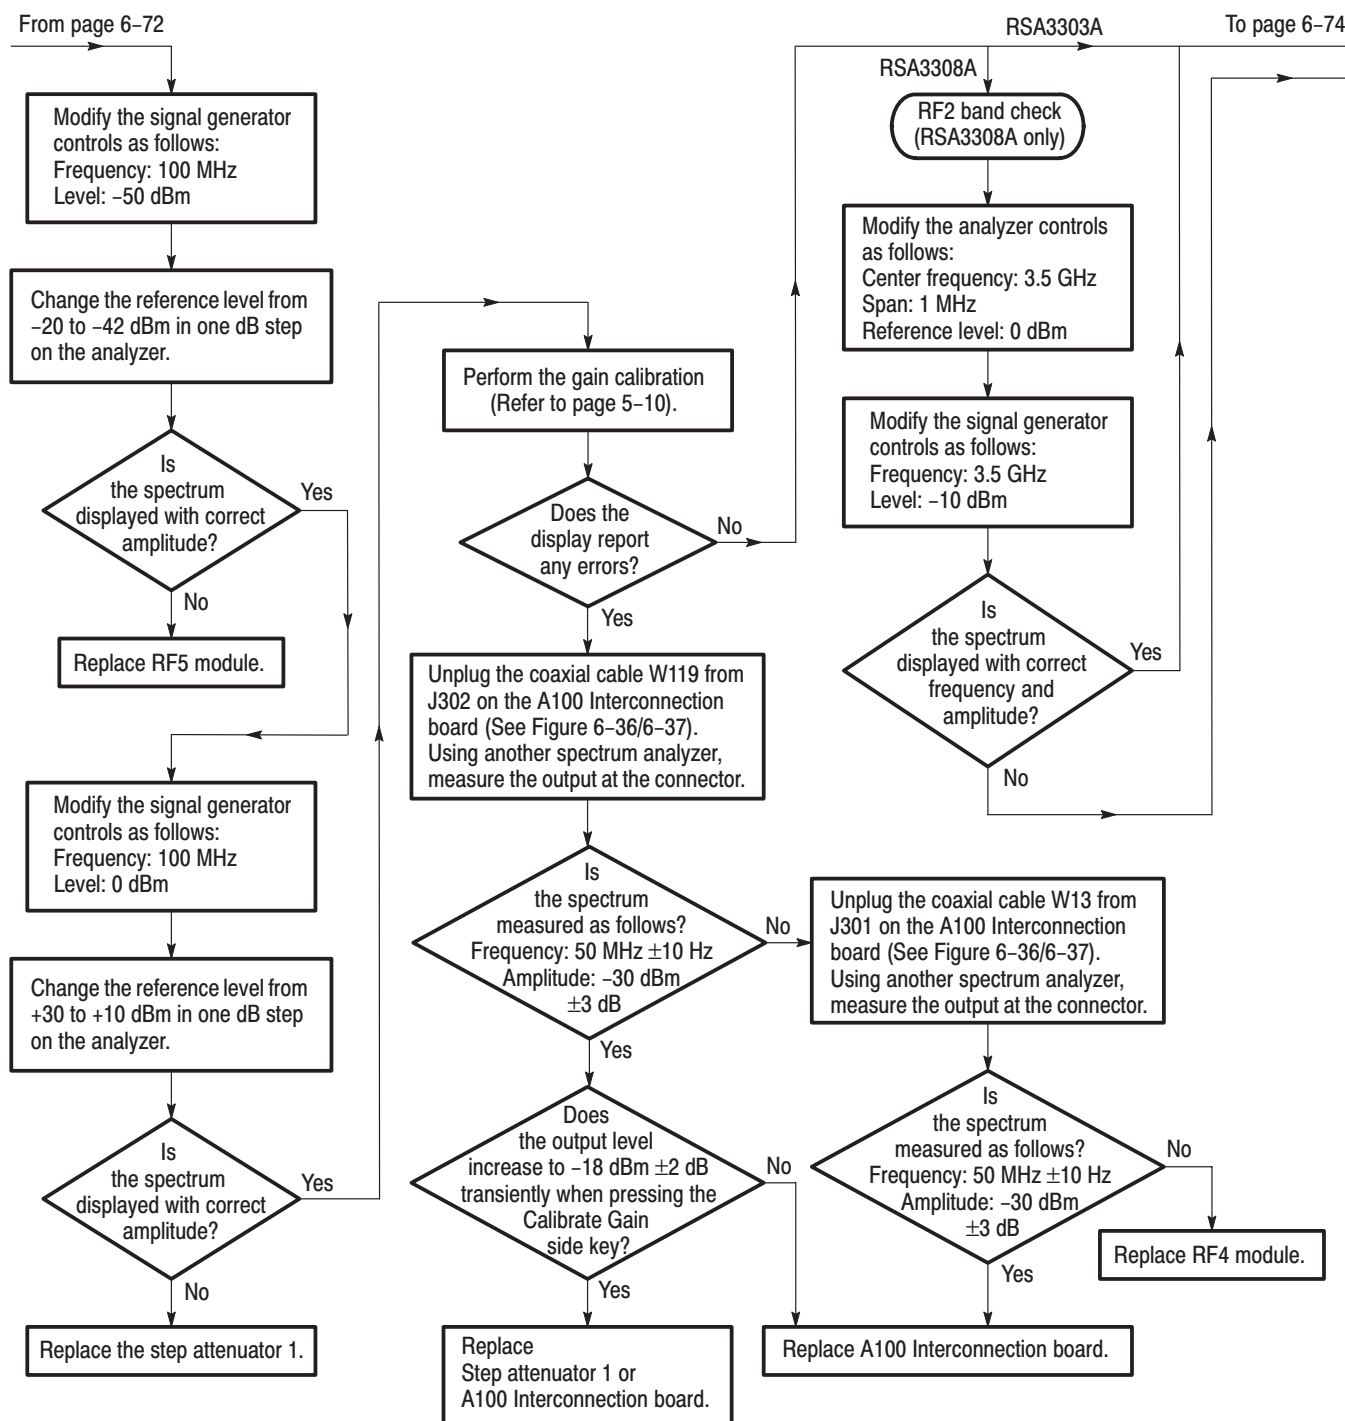 From page 6–72
Modify the signal generator
controls as follows:
Frequency: 100 MHz
Level: –50 dBm
Change the reference level from
–20 to –42 dBm in one dB step
on the analyzer.
Is
the spectrum
displayed with correct
amplitude?
Yes
No
Replace RF5 module.
Modify the signal generator
controls as follows:
Frequency: 100 MHz
Level: 0 dBm
Change the reference level from
+30 to +10 dBm in one dB step
on the analyzer.
Is
the spectrum
displayed with correct
amplitude?
Yes
No
Replace the step attenuator 1.
Perform the gain calibration
(Refer to page 5–10).
Does the
display report
any errors?
No
Yes
Unplug the coaxial cable W119 from
J302 on the A100 Interconnection
board (See Figure 6–36/6–37).
Using another spectrum analyzer,
measure the output at the connector.
Is
the spectrum
measured as follows?
Frequency: 50 MHz ±10 Hz
Amplitude: –30 dBm
±3 dB
No
Yes
Does
the output level
increase to –18 dBm ±2 dB
transiently when pressing the
Calibrate Gain
side key?
No
Yes
Replace
Step attenuator 1 or
A100 Interconnection board.
RSA3303A
To page 6–74
RSA3308A
RF2 band check
(RSA3308A only)
Modify the analyzer controls
as follows:
Center frequency: 3.5 GHz
Span: 1 MHz
Reference level: 0 dBm
Modify the signal generator
controls as follows:
Frequency: 3.5 GHz
Level: –10 dBm
Is
the spectrum
displayed with correct
frequency and
amplitude?
Yes
No
Unplug the coaxial cable W13 from
J301 on the A100 Interconnection
board (See Figure 6–36/6–37).
Using another spectrum analyzer,
measure the output at the connector.
Is
the spectrum
measured as follows?
Frequency: 50 MHz ±10 Hz
Amplitude: –30 dBm
±3 dB
No
Yes
Replace RF4 module.
Replace A100 Interconnection board.